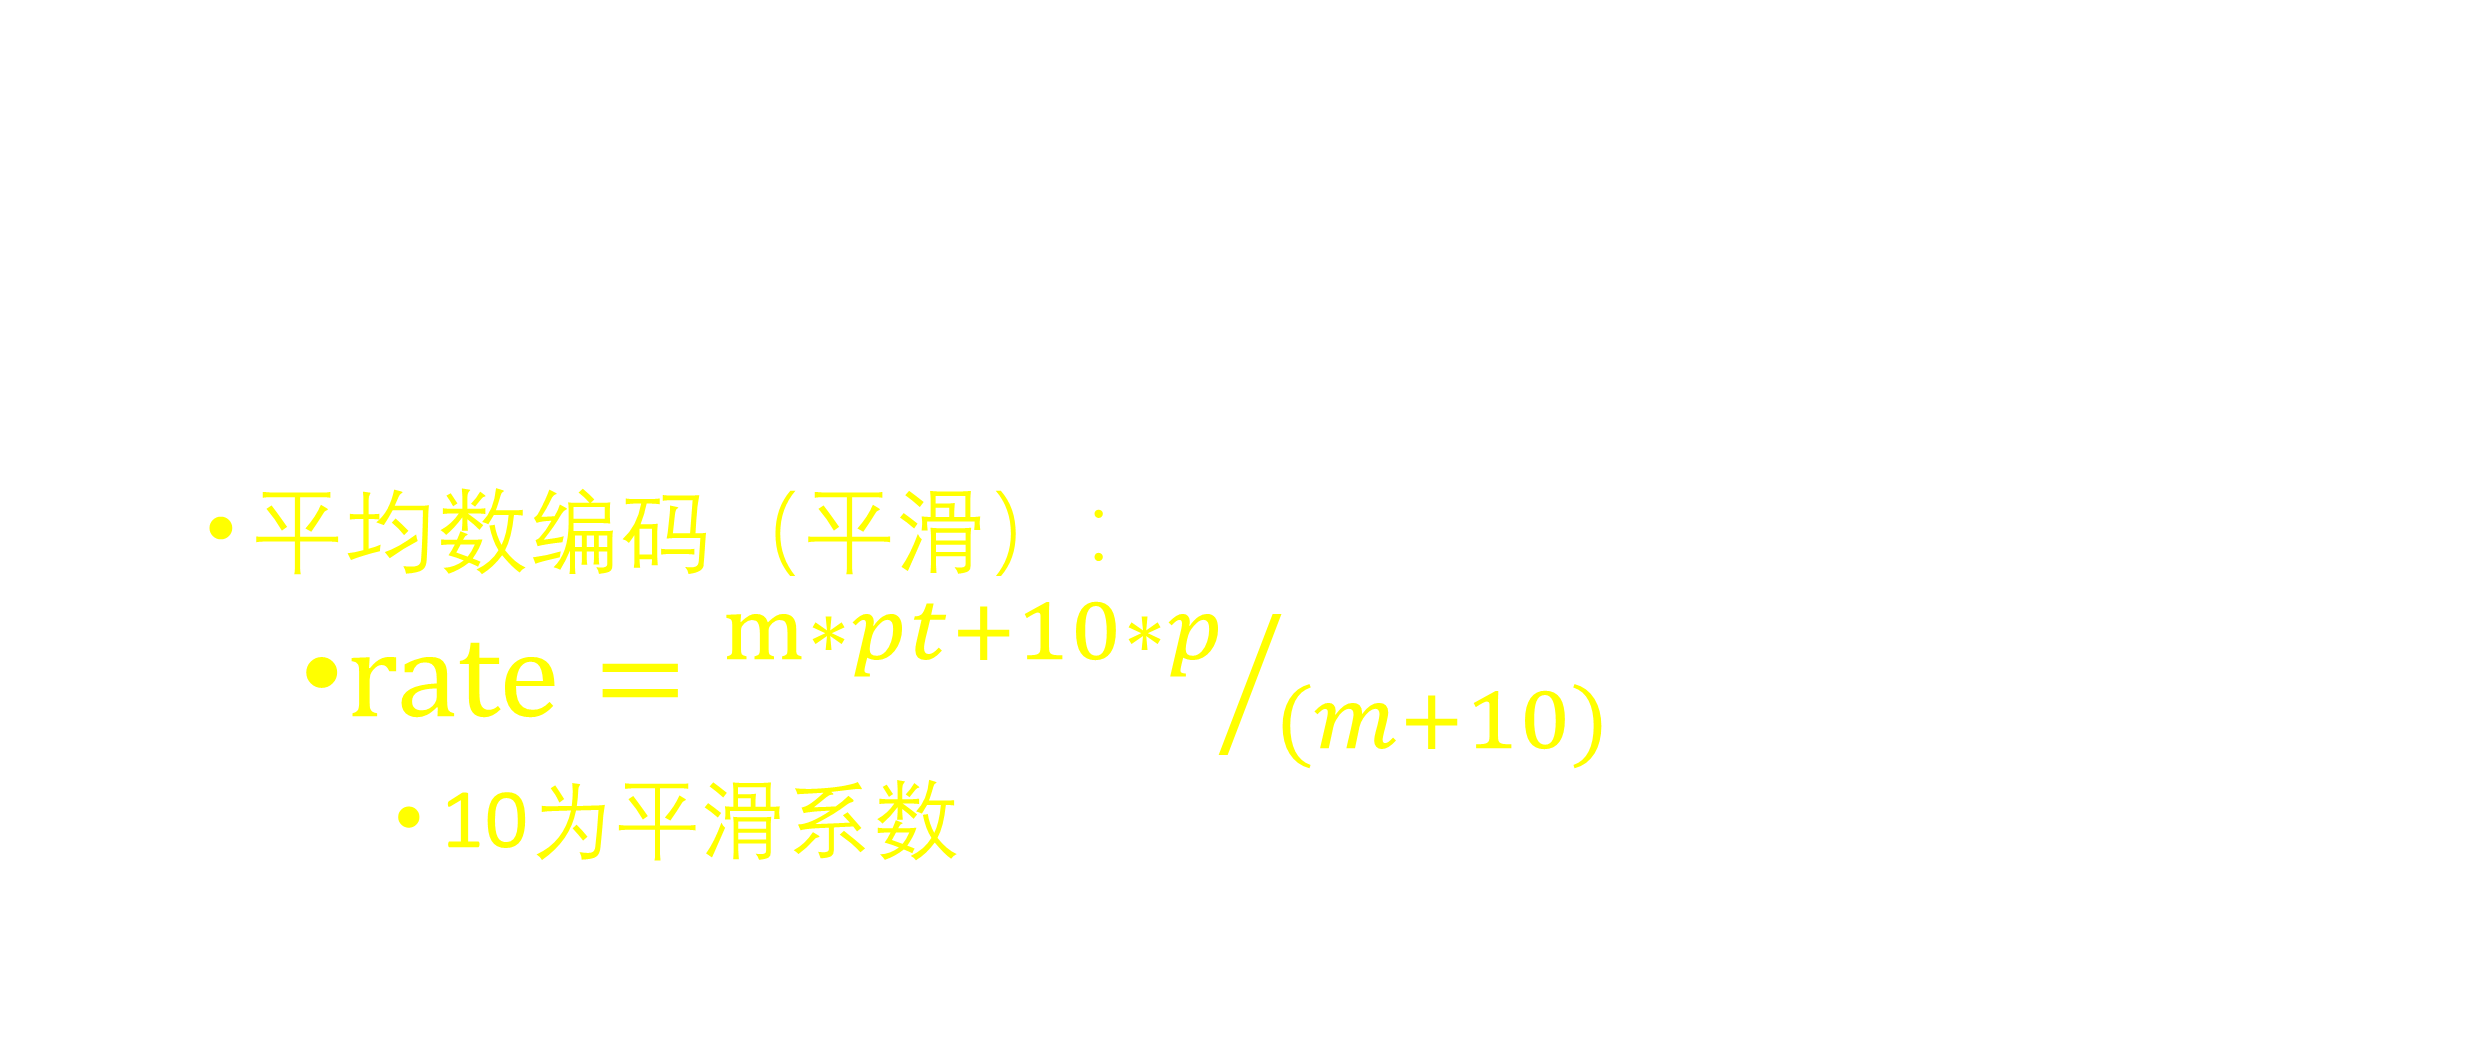 •平均数编码（平滑）：
•rate = m*pt+10*p/(m+10)
•10为平滑系数